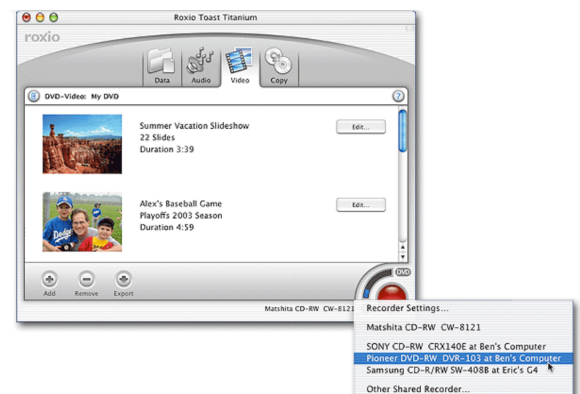 Roxio Toast Titanium
roxio
Data
Audio
Video
Copy
DVD-Video: My DVD
?
Summer Vacation Slideshow
22 Slides
Duration 3:39
Edit...
Alex's Baseball Game
Playoffs 2003 Season
Duration 4:59
Edit...
Add
Remove
Export
DVD
Matshita CD-RW CW-8121
Recorder Settings...
Matshita CD-RW CW-8121
SONY CD-RW CRX140E at Ben's Computer
Pioneer DVD-RW DVR-103 at Ben's Computer
Samsung CD-R/RW SW-408B at Eric's G4
Other Shared Recorder...